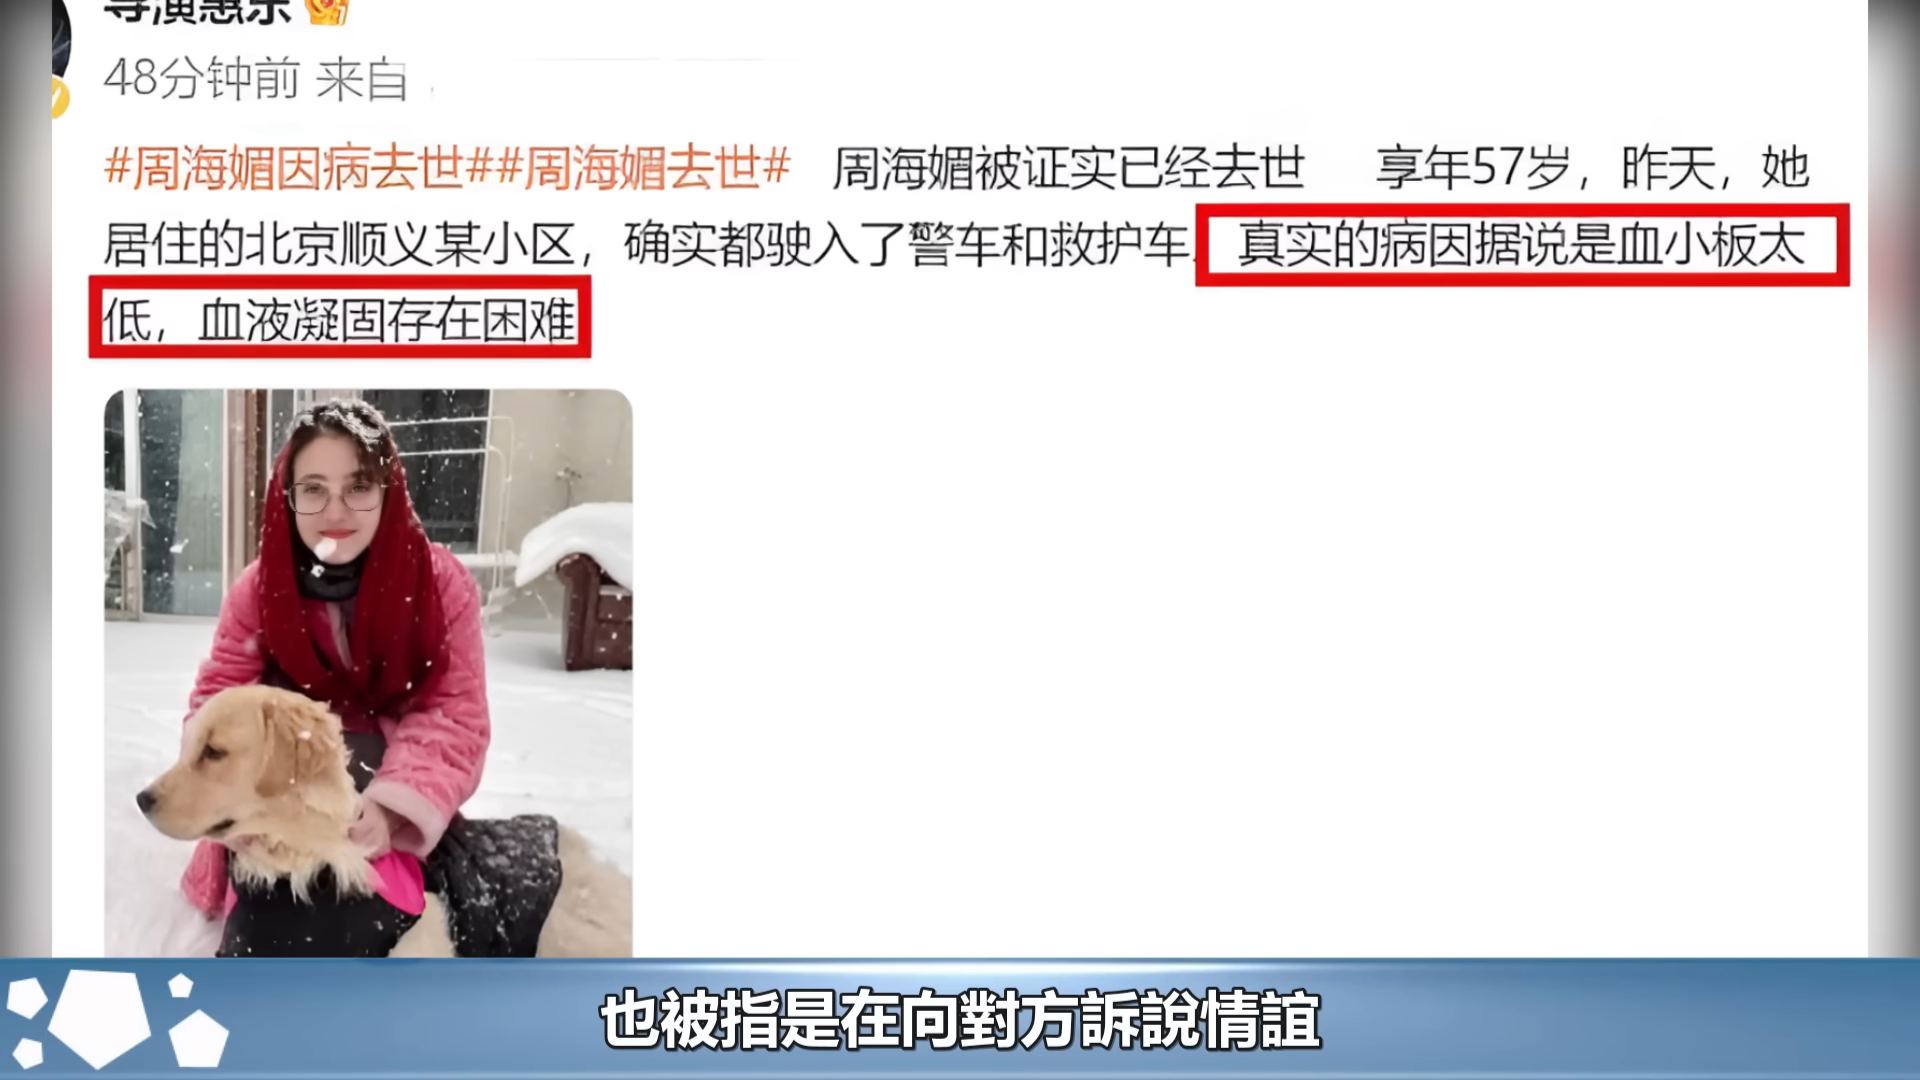 导演惠东
48分钟前 来自
#周海媚因病去世##周海媚去世# 周海媚被证实已经去世 享年57岁，昨天，她
居住的北京顺义某小区，确实都驶入了警车和救护车 真实的病因据说是血小板太
低，血液凝固存在困难
也被指是在向對方訴說情誼